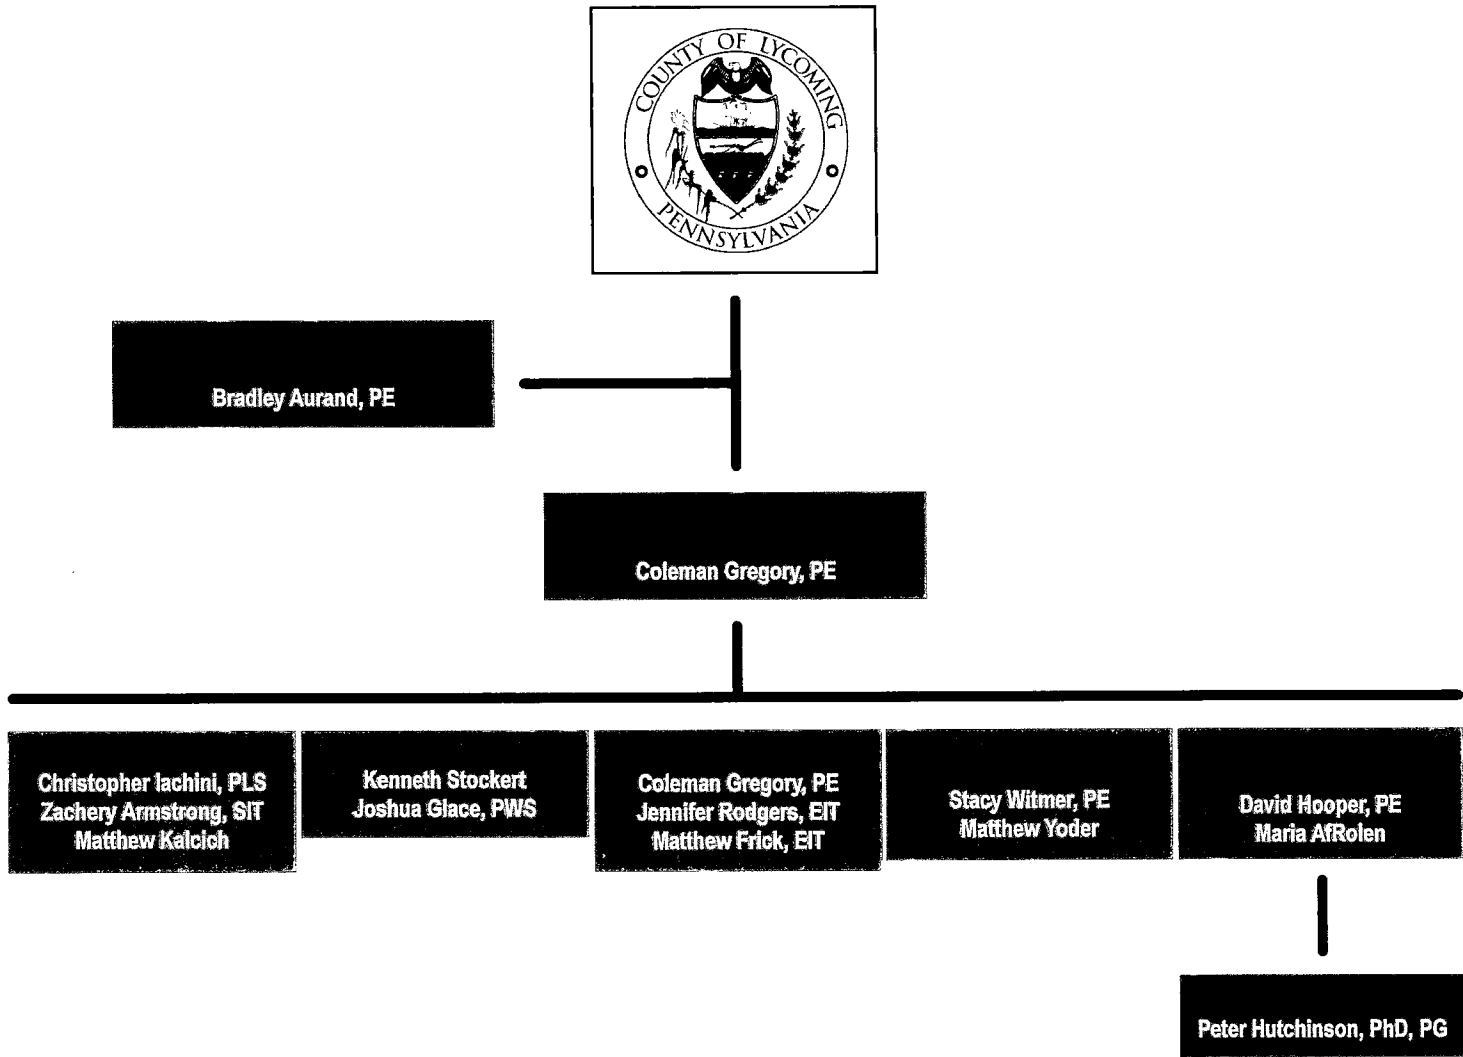 COUNTY OF LYCOMING
PENNSYLVANIA
Bradley Aurand, PE
Coleman Gregory, PE
Christopher Iachini, PLS
Zachery Armstrong, SIT
Matthew Kalcich
Kenneth Stockert
Joshua Glace, PWS
Coleman Gregory, PE
Jennifer Rodgers, EIT
Matthew Frick, EIT
Stacy Witmer, PE
Matthew Yoder
David Hooper, PE
Maria AfRolen
Peter Hutchinson, PhD, PG